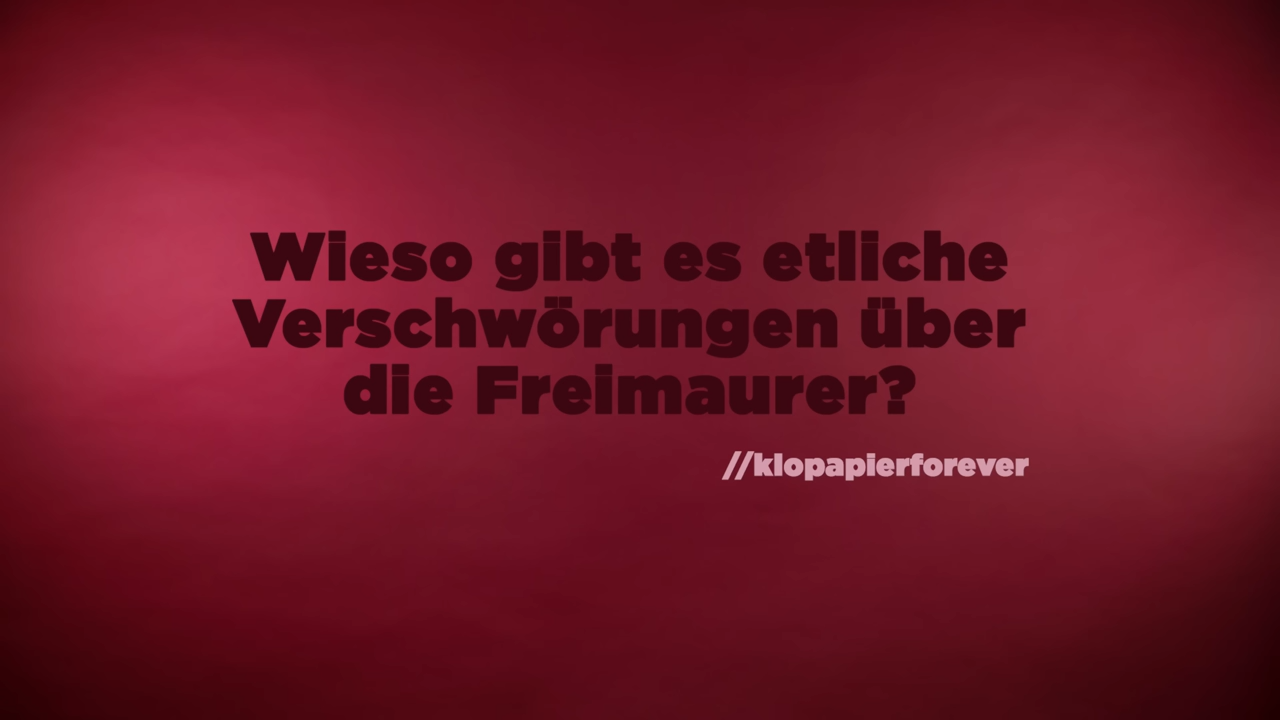 Wieso gibt es etliche
Verschwörungen über
die Freimaurer?
//klopapierforever